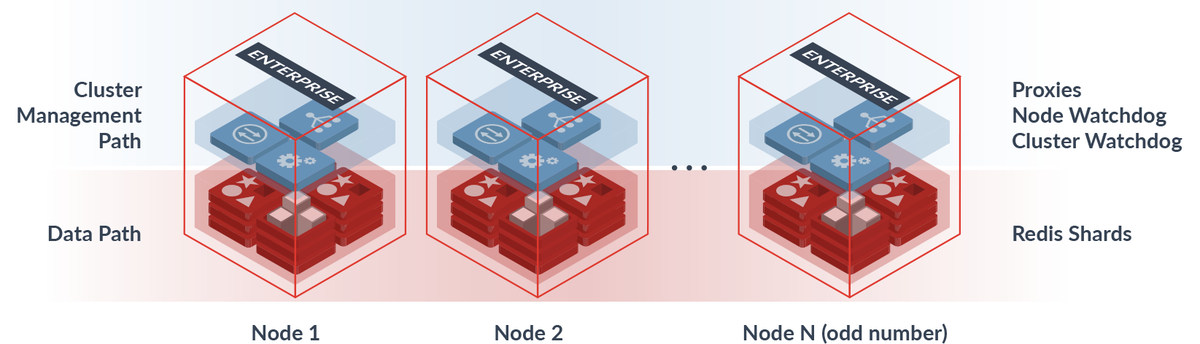 ENTERPRISE
ENTERPRISE
ENTERPRISE
Cluster
Management
Path
Proxies
Node Watchdog
Cluster Watchdog
Data Path
Redis Shards
Node 1
Node 2
Node N (odd number)